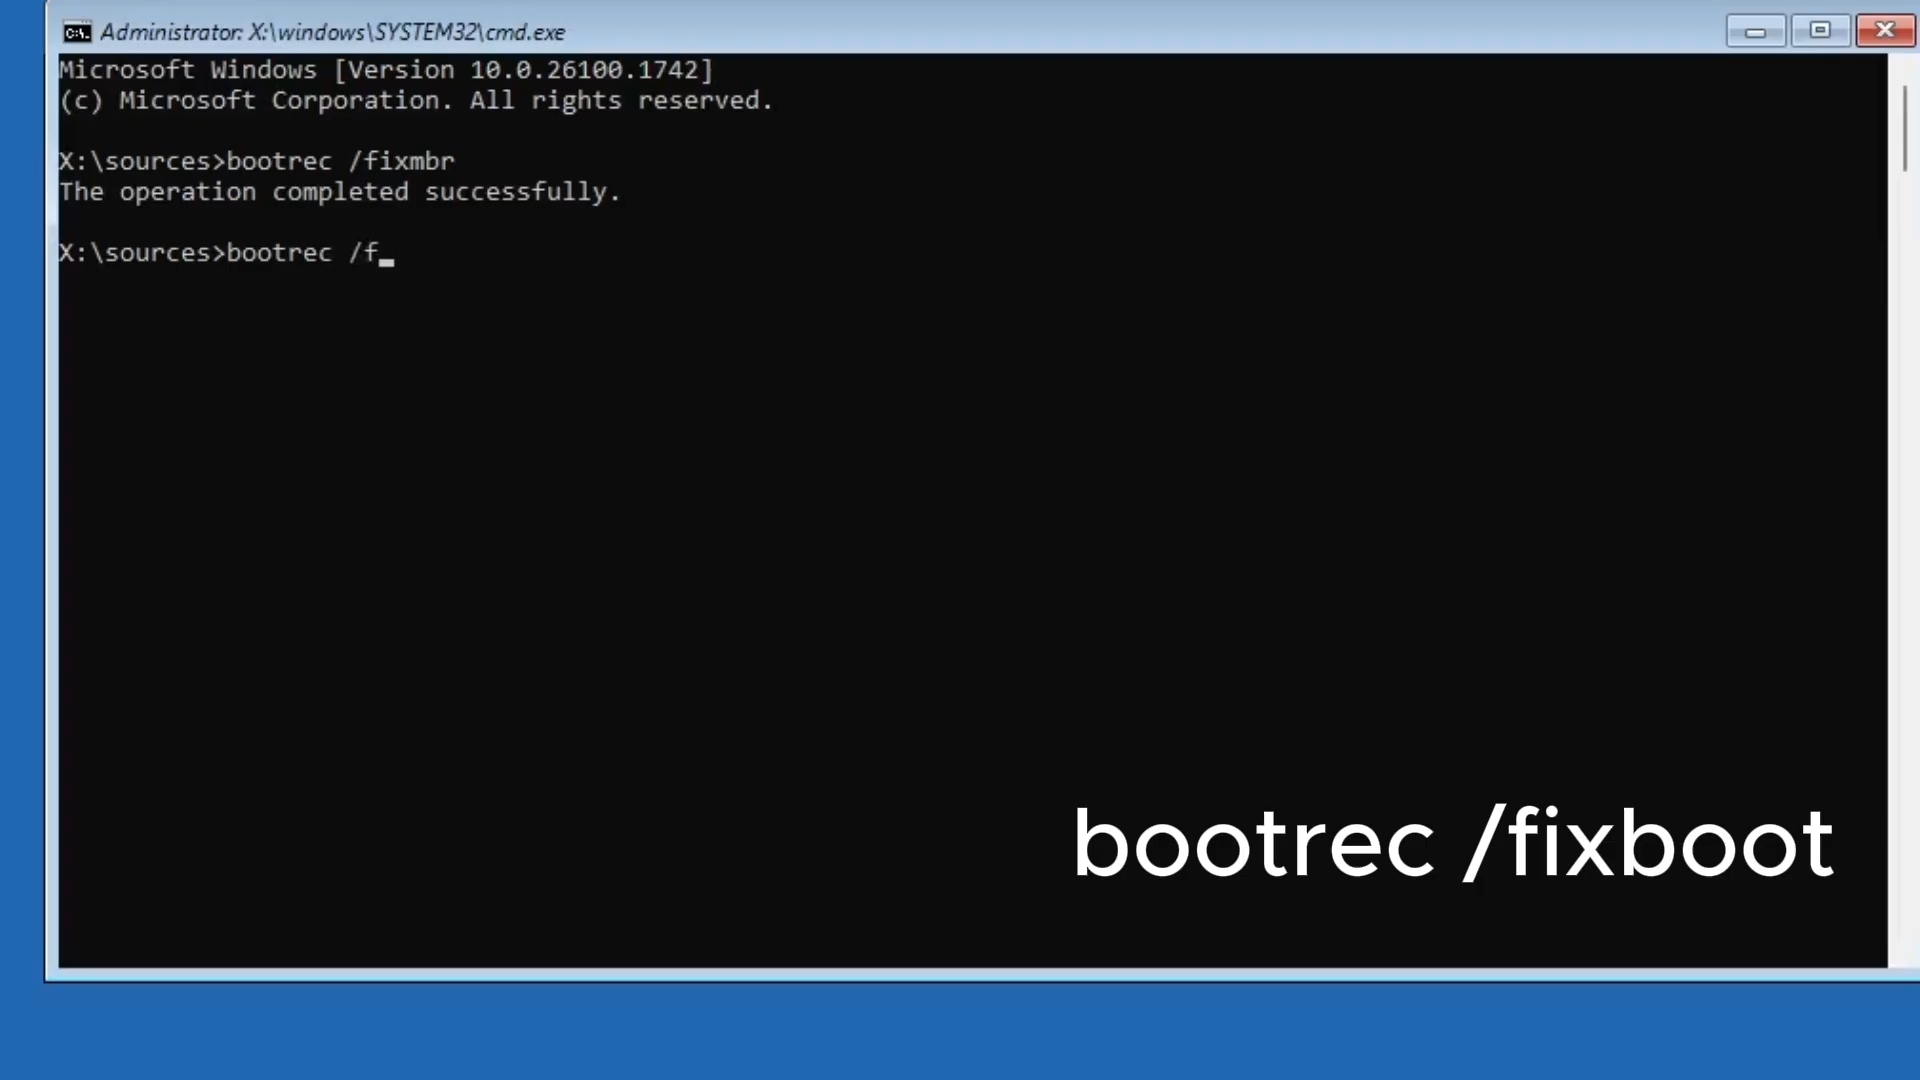 Administrator: X:\windows\SYSTEM32\cmd.exe
Microsoft Windows [Version 10.0.26100.1742]
(c) Microsoft Corporation. All rights reserved.
X:\sources>bootrec /fixmbr
The operation completed successfully.
X:\sources>bootrec /f_
bootrec /fixboot